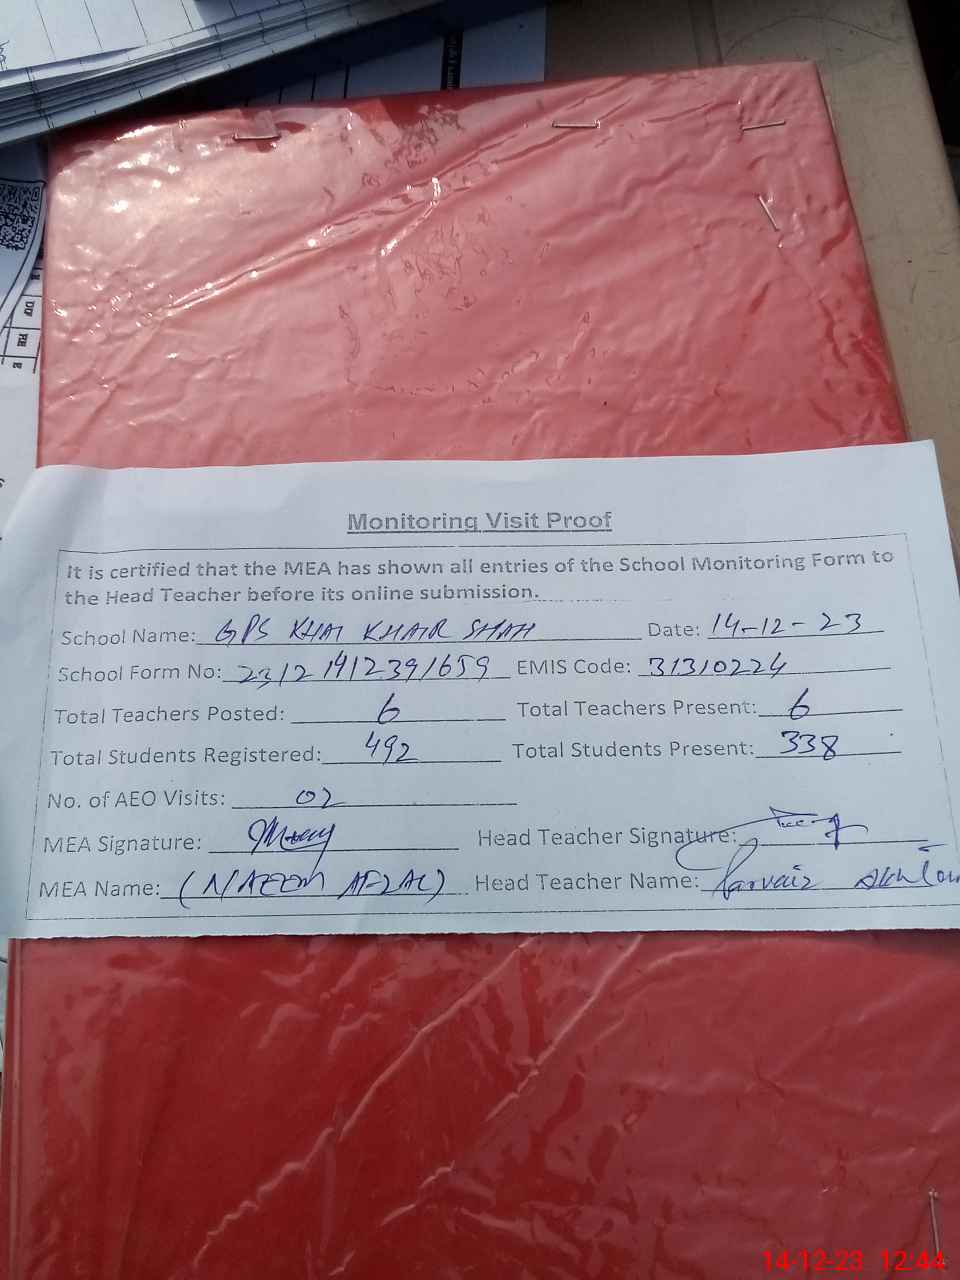 Monitoring Visit Proof
It is certified that the MEA has shown all entries of the School Monitoring Form to
the Head Teacher before its online submission.
School Name: GPS KHAI KHAIR SHAH Date: 14-12-23
School Form No: 23121412391659 EMIS Code: 31310224
Total Teachers Posted: 6 Total Teachers Present: 6
Total Students Registered: 492 Total Students Present: 338
No. of AEO Visits: 02
MEA Signature: Head Teacher Signature:
MEA Name: (NAEEM AFZAL) Head Teacher Name: Parvaiz Akhtar
14-12-23 12:44